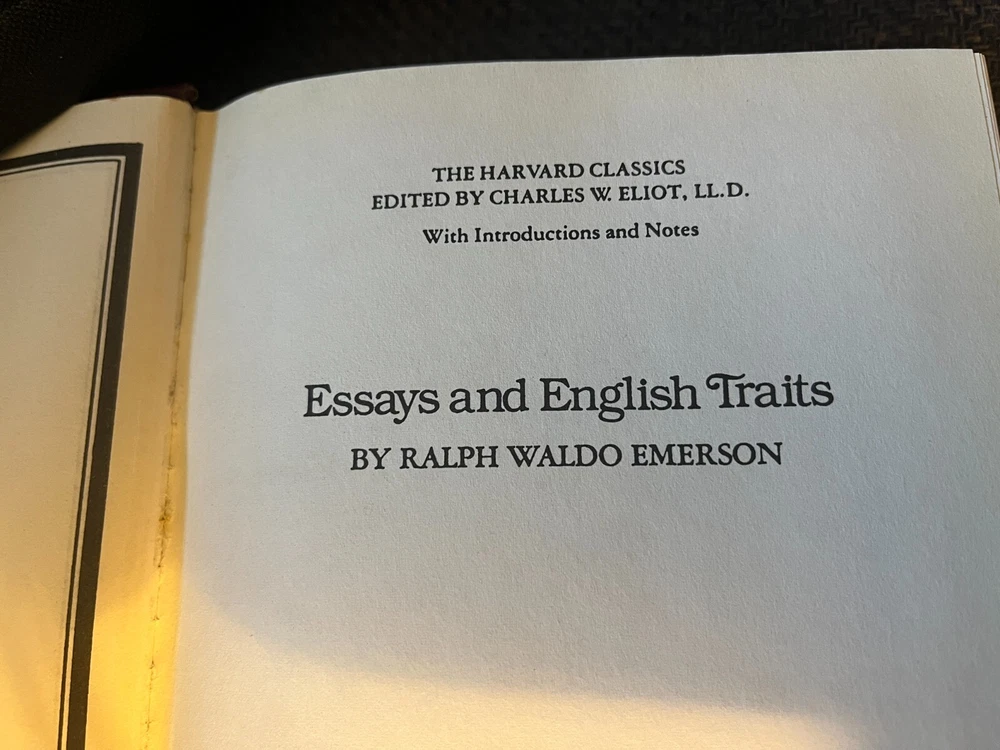 THE HARVARD CLASSICS
EDITED BY CHARLES W. ELIOT, LL.D.
With Introductions and Notes
Essays and English Traits
BY RALPH WALDO EMERSON